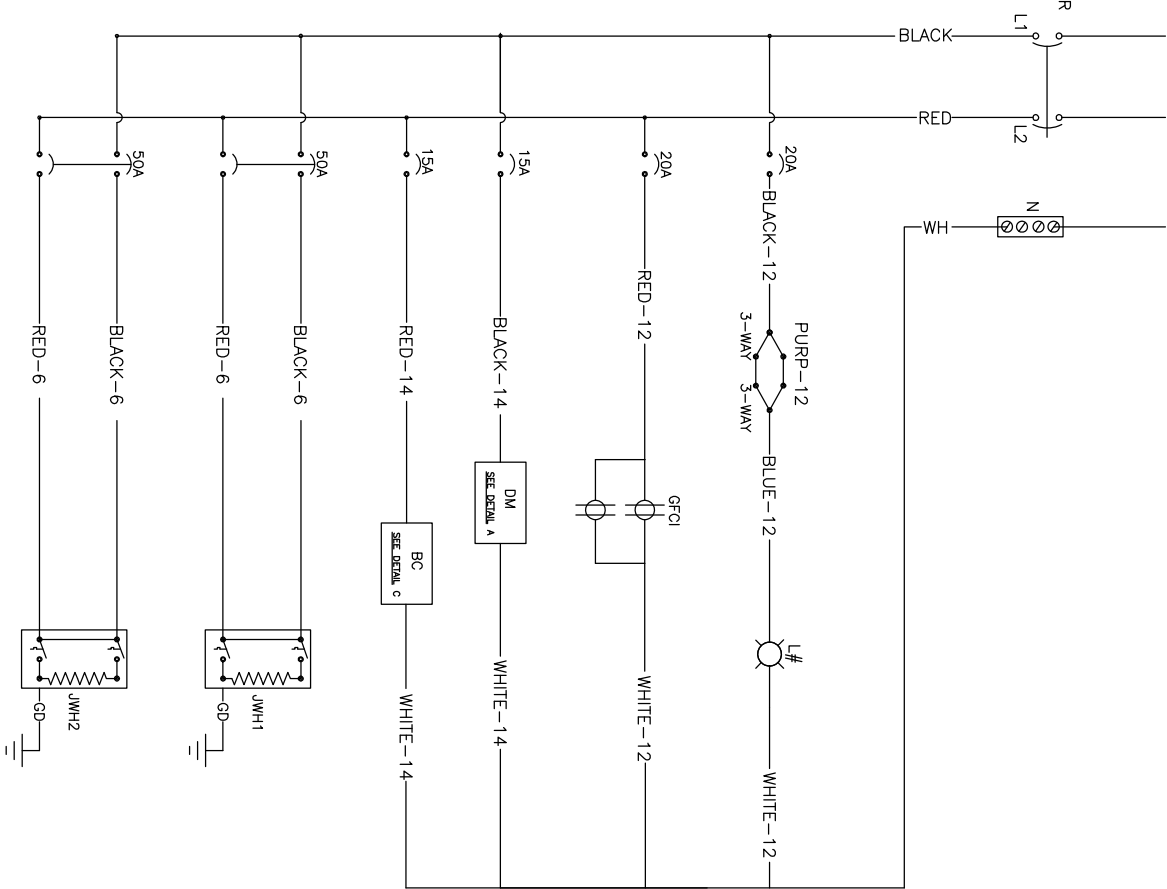 R
L1
BLACK
L2
RED
N
WH
20A
BLACK-12
3-WAY
PURP-12
3-WAY
BLUE-12
L#
WHITE-12
20A
RED-12
GFCI
WHITE-12
15A
BLACK-14
DM
SEE DETAIL A
WHITE-14
15A
RED-14
BC
SEE DETAIL C
WHITE-14
50A
BLACK-6
RED-6
JWH1
GD
50A
BLACK-6
RED-6
JWH2
GD